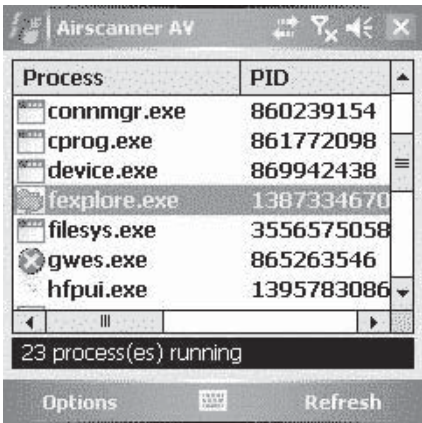 Airscanner AV
Process PID
connmgr.exe 860239154
cprog.exe 861772098
device.exe 869942438
fexplore.exe 1387334670
filesys.exe 3556575058
gwes.exe 865263546
hfpui.exe 1395783086
23 process(es) running
Options Refresh